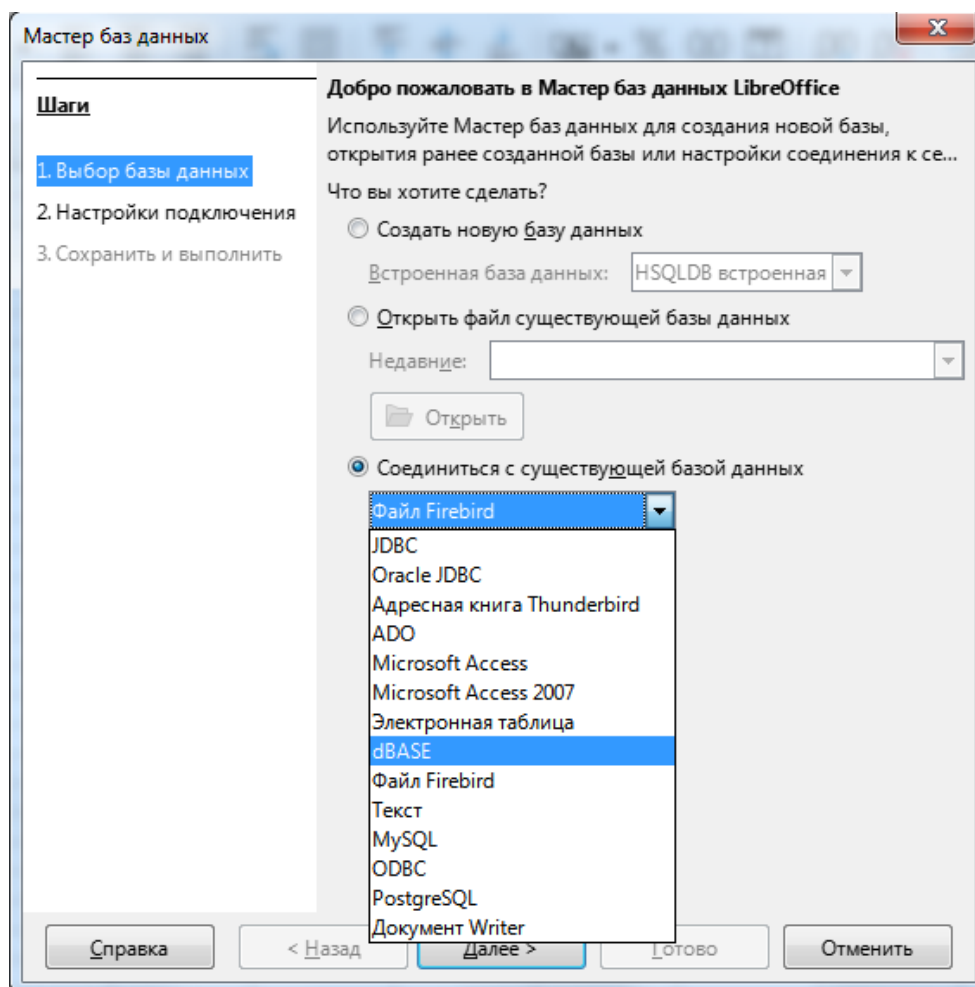 Мастер баз данных
Шаги
1. Выбор базы данных
2. Настройки подключения
3. Сохранить и выполнить
Добро пожаловать в Мастер баз данных LibreOffice
Используйте Мастер баз данных для создания новой базы,
открытия ранее созданной базы или настройки соединения к се...
Что вы хотите сделать?
Создать новую базу данных
Встроенная база данных: HSQLDB встроенная
Открыть файл существующей базы данных
Недавние:
Открыть
Соединиться с существующей базой данных
Файл Firebird
JDBC
Oracle JDBC
Адресная книга Thunderbird
ADO
Microsoft Access
Microsoft Access 2007
Электронная таблица
dBASE
Файл Firebird
Текст
MySQL
ODBC
PostgreSQL
Документ Writer
Справка < Назад Далее > Готово Отменить